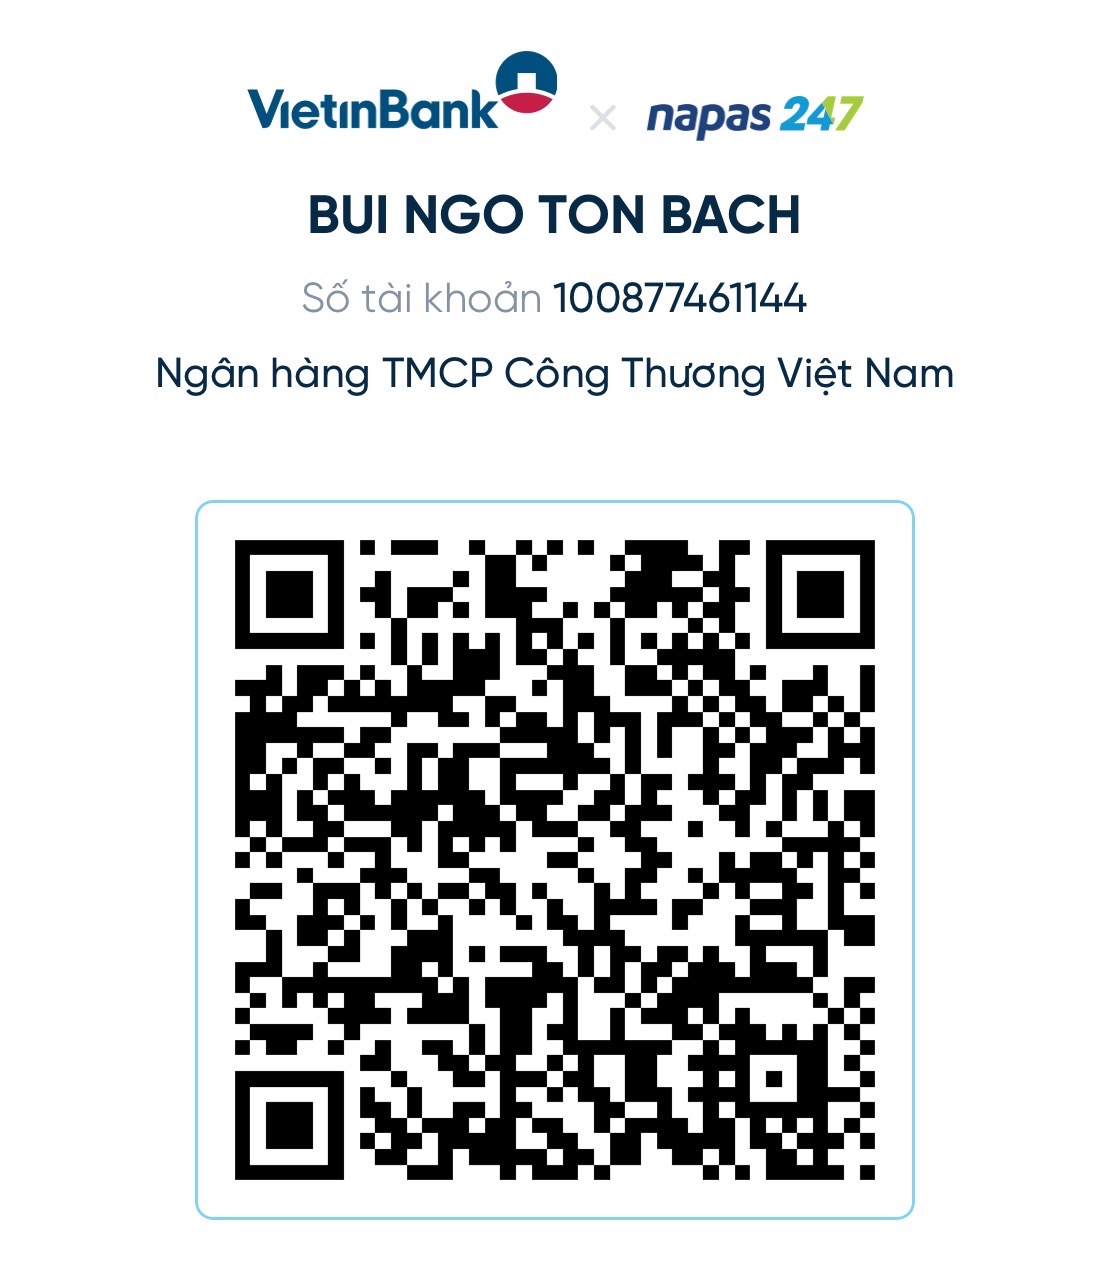 VietinBank × napas 247
BUI NGO TON BACH
Số tài khoản 100877461144
Ngân hàng TMCP Công Thương Việt Nam